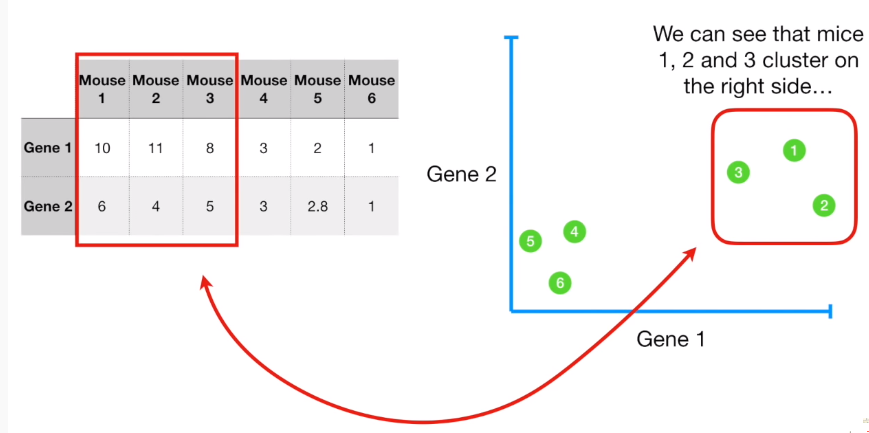 We can see that mice
1, 2 and 3 cluster on
the right side…
Mouse 1 Mouse 2 Mouse 3 Mouse 4 Mouse 5 Mouse 6
Gene 1 10 11 8 3 2 1
Gene 2 6 4 5 3 2.8 1
Gene 2
1
3
2
4
5
6
Gene 1